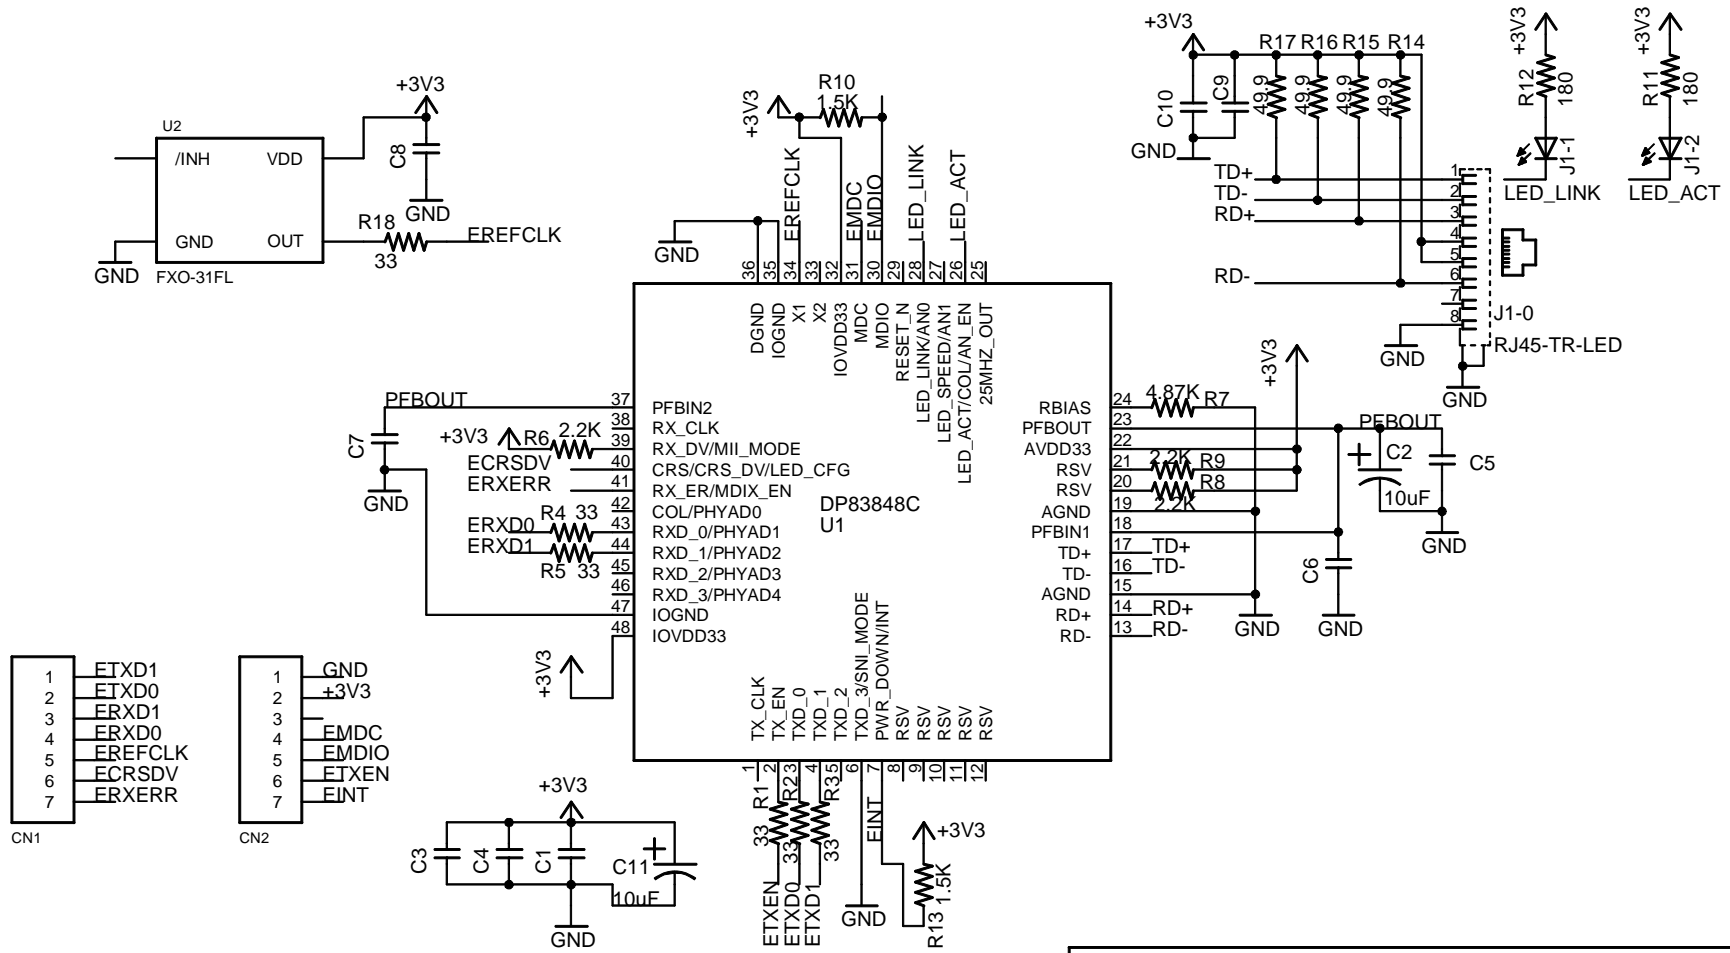 +3V3
U2
/INH VDD
GND OUT
FXO-31FL
GND
C8
GND
R18
33
EREFCLK
+3V3
R10
1.5K
GND
EREFCLK
EMDC
EMDIO
LED_LINK
LED_ACT
36 35 34 33 32 31 30 29 28 27 26 25
DGND
IOGND
X1
X2
IOVDD33
MDC
MDIO
RESET_N
LED_LINK/AN0
LED_SPEED/AN1
LED_ACT/COL/AN_EN
25MHZ_OUT
+3V3
C10
C9
GND
R17 R16 R15 R14
49.9 49.9 49.9 49.9
TD+
TD-
RD+
RD-
1
2
3
4
5
6
7
8
J1-0
RJ45-TR-LED
GND
GND
+3V3
R12
180
J1-1
LED_LINK
+3V3
R11
180
J1-2
LED_ACT
PFBOUT
C7
GND
+3V3 R6 2.2K
ECRSDV
ERXERR
ERXD0 R4 33
ERXD1
R5 33
+3V3
37 PFBIN2
38 RX_CLK
39 RX_DV/MII_MODE
40 CRS/CRS_DV/LED_CFG
41 RX_ER/MDIX_EN
42 COL/PHYAD0
43 RXD_0/PHYAD1
44 RXD_1/PHYAD2
45 RXD_2/PHYAD3
46 RXD_3/PHYAD4
47 IOGND
48 IOVDD33
DP83848C
U1
RBIAS 24
PFBOUT 23
AVDD33 22
RSV 21
RSV 20
AGND 19
PFBIN1 18
TD+ 17 TD+
TD- 16 TD-
AGND 15
RD+ 14 RD+
RD- 13 RD-
4.87K R7
2.2K R9
R8
2.2K
+3V3
PFBOUT
C2
10uF
C5
GND
C6
GND
GND
TX_CLK
TX_EN
TXD_0
TXD_1
TXD_2
TXD_3/SNI_MODE
PWR_DOWN/INT
RSV
RSV
RSV
RSV
RSV
1 2 3 4 5 6 7 8 9 10 11 12
R1
33
R2
33
R3
33
ETXEN
ETXD0
ETXD1
GND
EINT
+3V3
R13
1.5K
1 ETXD1
2 ETXD0
3 ERXD1
4 ERXD0
5 EREFCLK
6 ECRSDV
7 ERXERR
CN1
1 GND
2 +3V3
3
4 EMDC
5 EMDIO
6 ETXEN
7 EINT
CN2
+3V3
C3
C4
C1
C11
10uF
GND